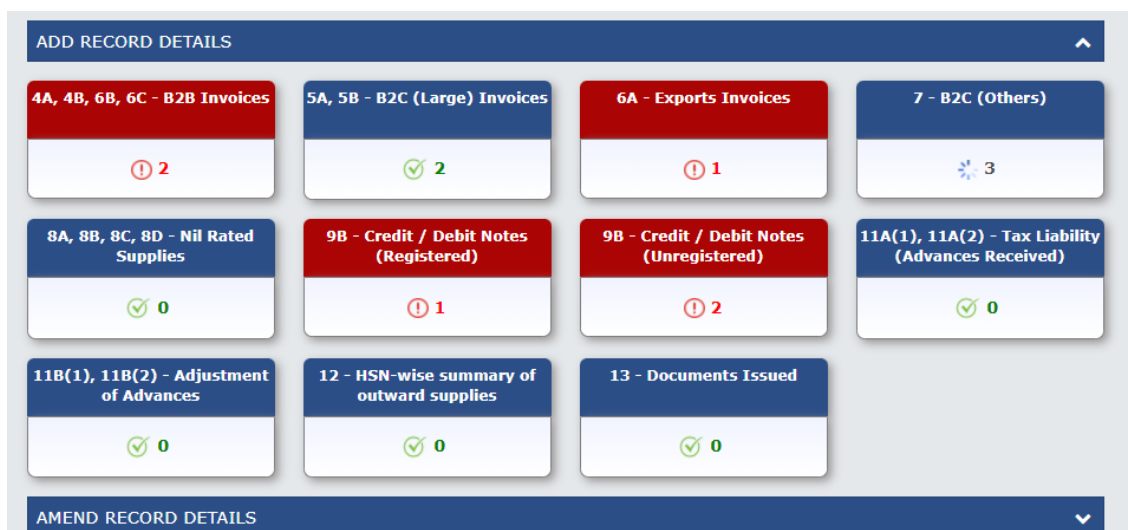 ADD RECORD DETAILS
4A, 4B, 6B, 6C - B2B Invoices
2
5A, 5B - B2C (Large) Invoices
2
6A - Exports Invoices
1
7 - B2C (Others)
3
8A, 8B, 8C, 8D - Nil Rated
Supplies
0
9B - Credit / Debit Notes
(Registered)
1
9B - Credit / Debit Notes
(Unregistered)
2
11A(1), 11A(2) - Tax Liability
(Advances Received)
0
11B(1), 11B(2) - Adjustment
of Advances
0
12 - HSN-wise summary of
outward supplies
0
13 - Documents Issued
0
AMEND RECORD DETAILS